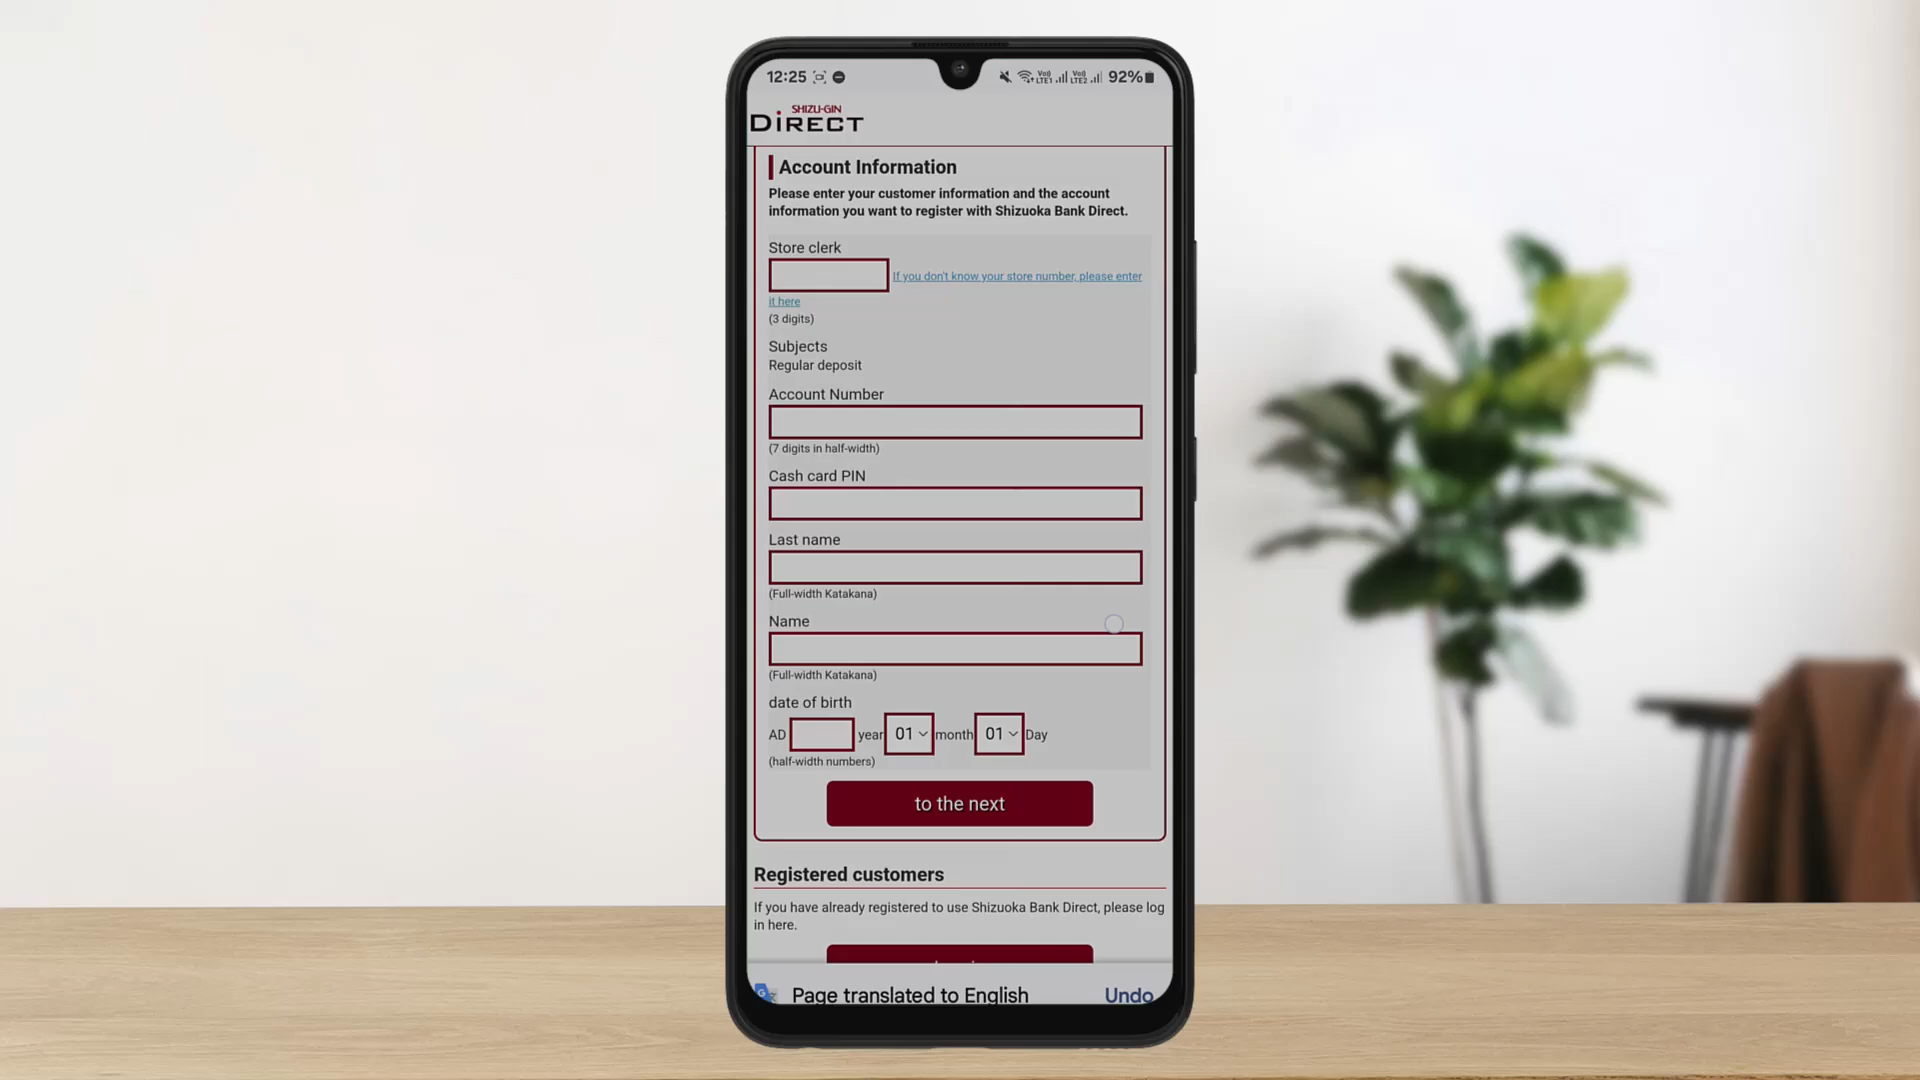 12:25
Vo) LTE1 Vo) LTE2 92%
SHIZU-GIN
DiRECT
Account Information
Please enter your customer information and the account
information you want to register with Shizuoka Bank Direct.
Store clerk
If you don't know your store number, please enter
it here
(3 digits)
Subjects
Regular deposit
Account Number
(7 digits in half-width)
Cash card PIN
Last name
(Full-width Katakana)
Name
(Full-width Katakana)
date of birth
AD year 01 month 01 Day
(half-width numbers)
to the next
Registered customers
If you have already registered to use Shizuoka Bank Direct, please log
in here.
Page translated to English Undo